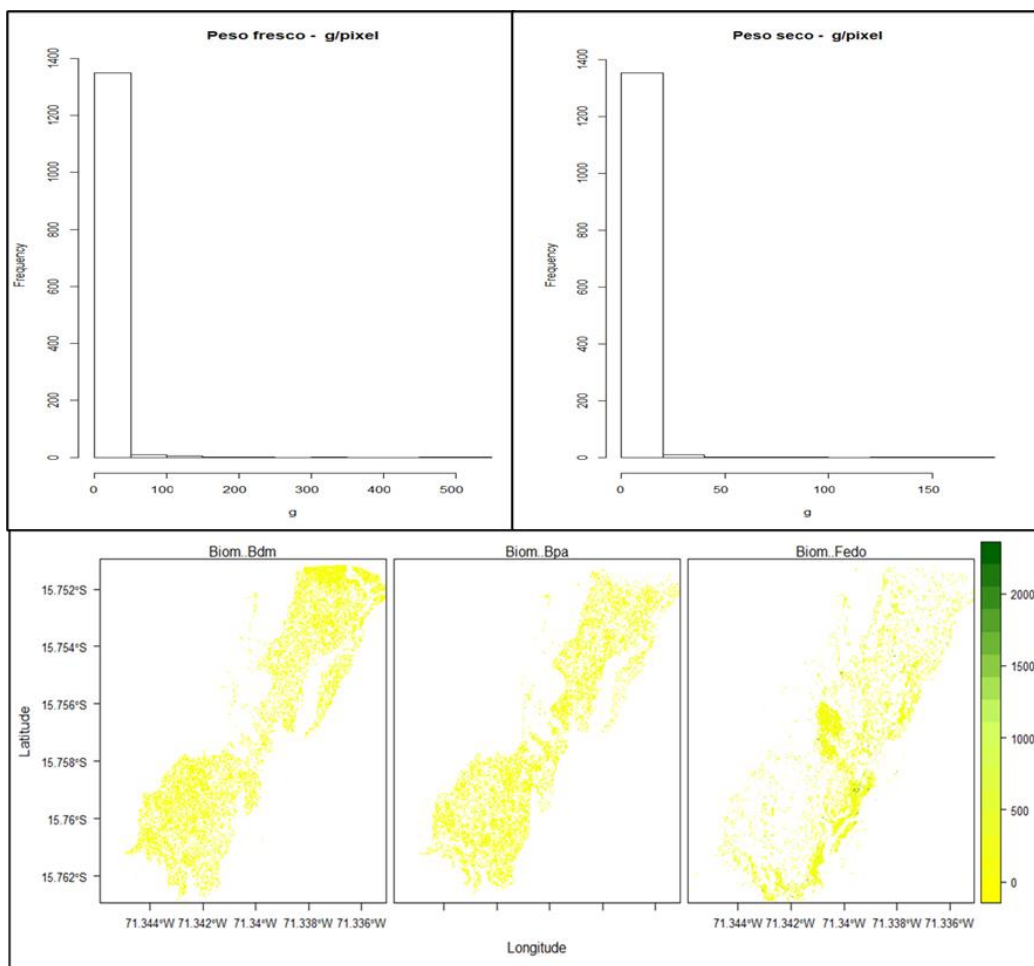 Peso fresco - g/pixel
1400
1200
1000
800
600
400
200
0
Frequency
0 100 200 300 400 500
g
Peso seco - g/pixel
1400
1200
1000
800
600
400
200
0
Frequency
0 50 100 150
g
Biom..Bdm
Biom..Bpa
Biom..Fedo
15.752°S
15.754°S
15.756°S
15.758°S
15.76°S
15.762°S
Latitude
71.344°W 71.342°W 71.34°W 71.338°W 71.336°W
71.344°W 71.342°W 71.34°W 71.338°W 71.336°W
Longitude
2000
1500
1000
500
0